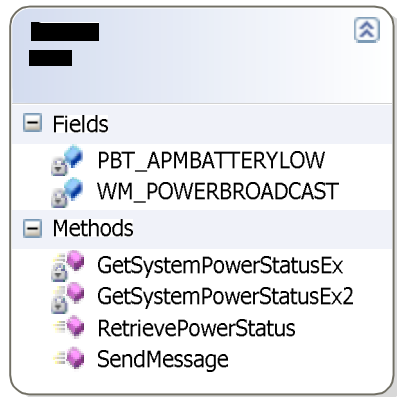 Fields
PBT_APMBATTERYLOW
WM_POWERBROADCAST
Methods
GetSystemPowerStatusEx
GetSystemPowerStatusEx2
RetrievePowerStatus
SendMessage